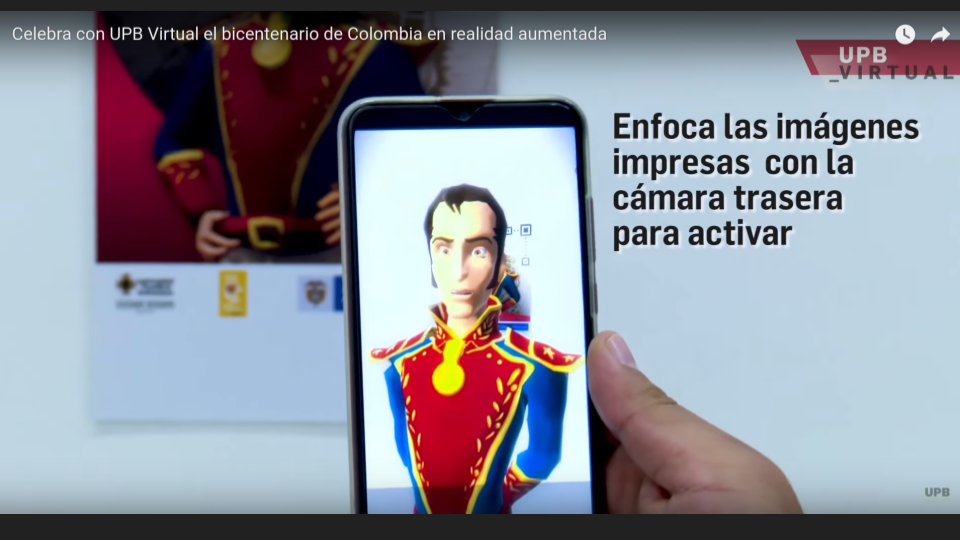 Celebra con UPB Virtual el bicentenario de Colombia en realidad aumentada
UPB
_VIRTUAL
Enfoca las imágenes
impresas con la
cámara trasera
para activar
UPB